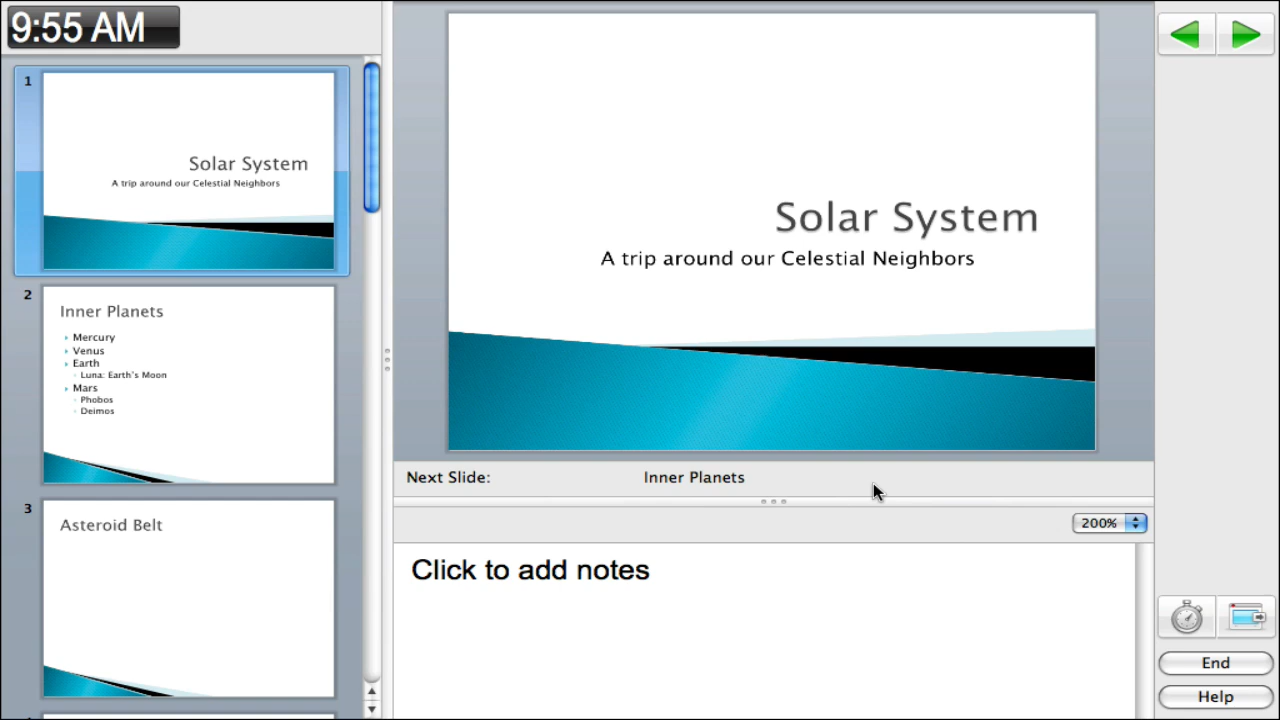 9:55 AM
1
Solar System
A trip around our Celestial Neighbors
2
Inner Planets
Mercury
Venus
Earth
Luna: Earth's Moon
Mars
Phobos
Deimos
3
Asteroid Belt
Solar System
A trip around our Celestial Neighbors
Next Slide: Inner Planets
200%
Click to add notes
End
Help